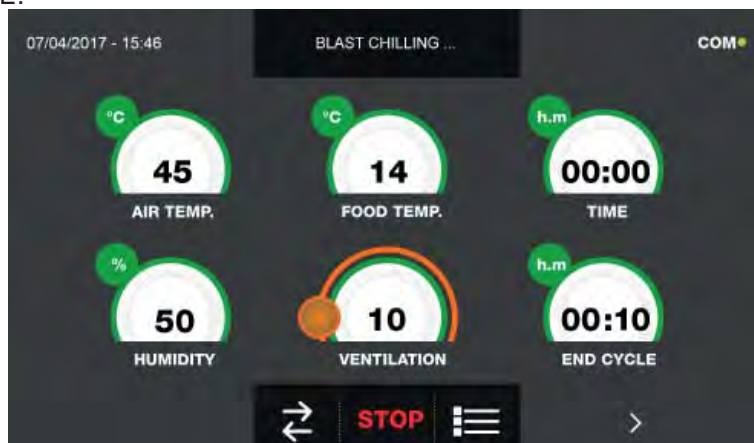 07/04/2017 - 15:46
BLAST CHILLING ...
COM
°C
45
AIR TEMP.
°C
14
FOOD TEMP.
h.m
00:00
TIME
%
50
HUMIDITY
10
VENTILATION
h.m
00:10
END CYCLE
STOP
>